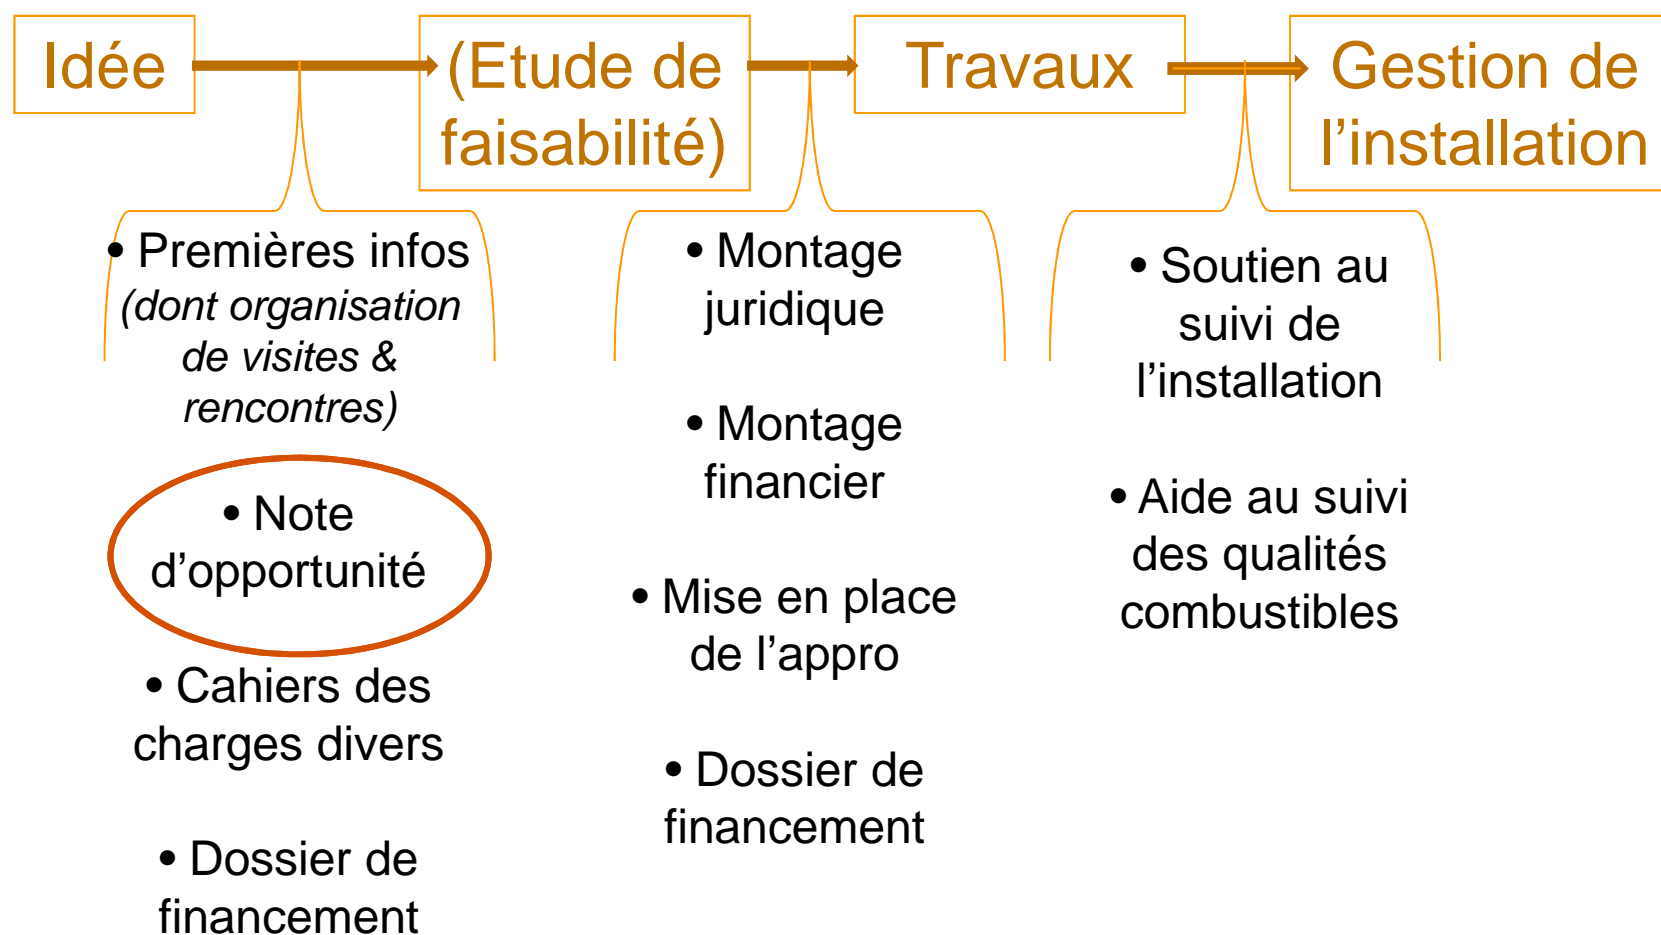 Idée
(Etude de
faisabilité)
Travaux
Gestion de
l’installation
• Premières infos
(dont organisation
de visites &
rencontres)
• Note
d’opportunité
• Cahiers des
charges divers
• Dossier de
financement
• Montage
juridique
• Montage
financier
• Mise en place
de l’appro
• Dossier de
financement
• Soutien au
suivi de
l’installation
• Aide au suivi
des qualités
combustibles